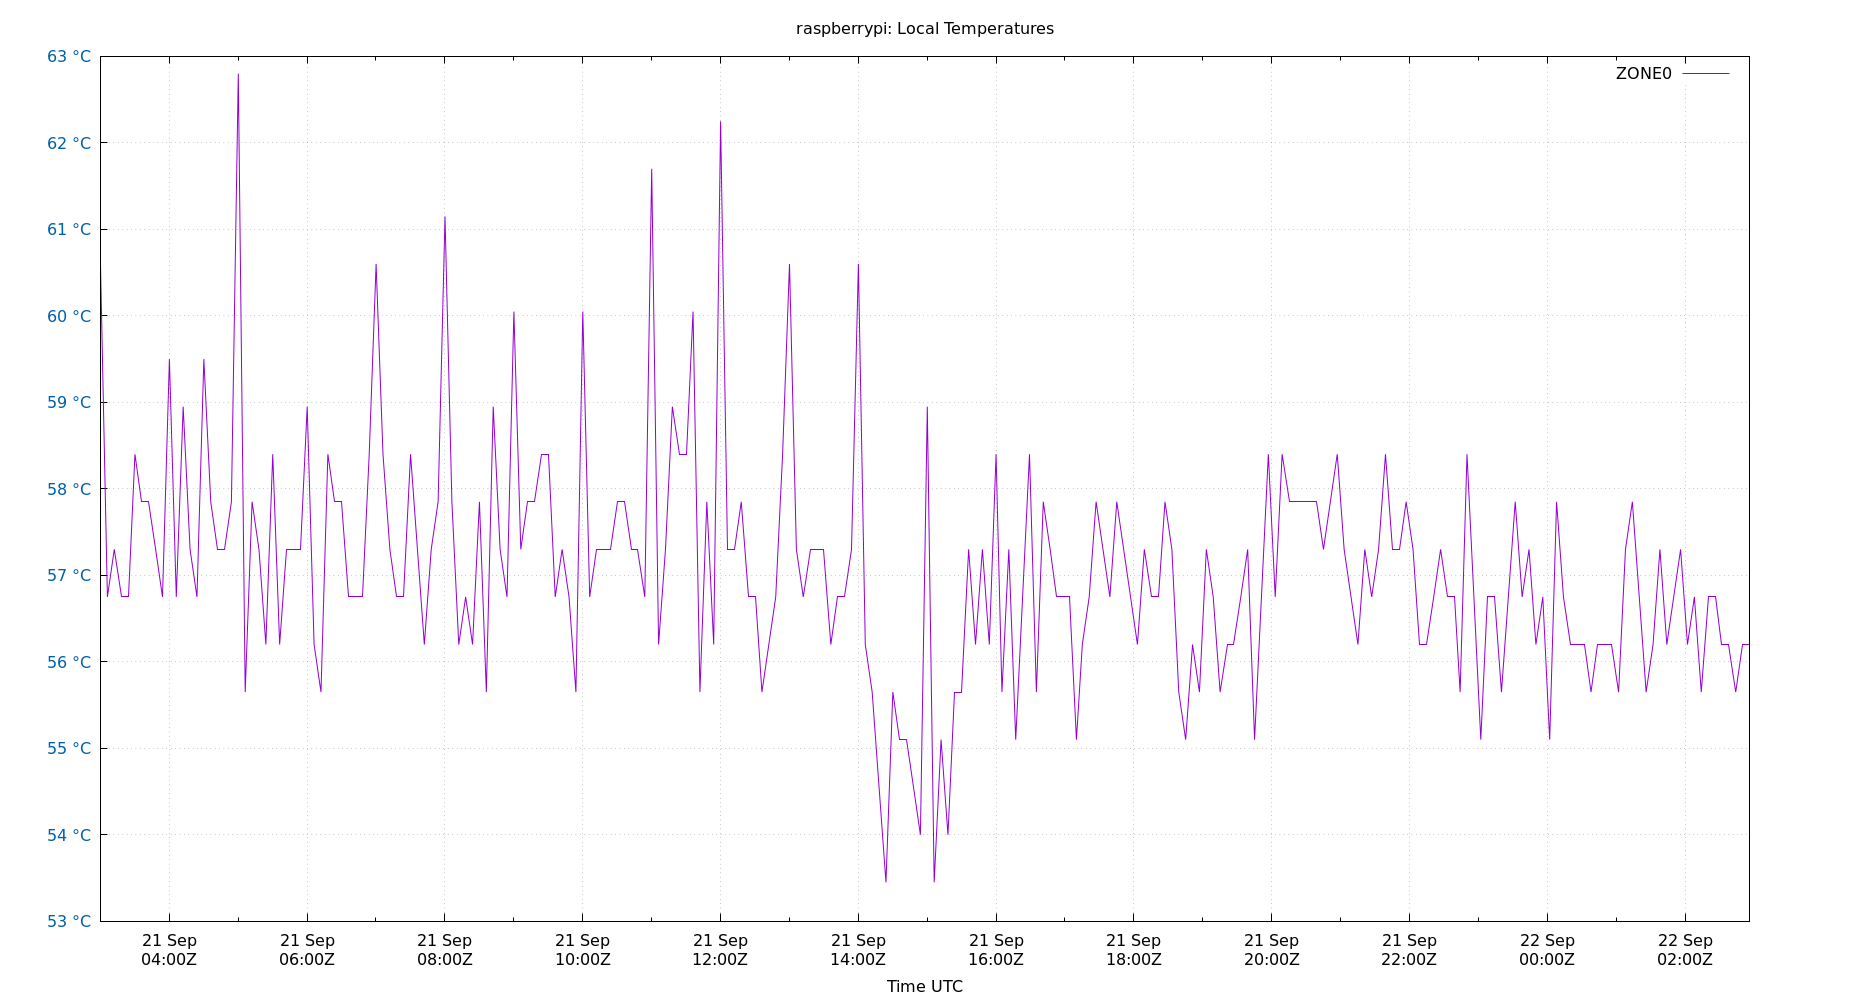 raspberrypi: Local Temperatures
63 °C
ZONE0
62 °C
61 °C
60 °C
59 °C
58 °C
57 °C
56 °C
55 °C
54 °C
53 °C
21 Sep 21 Sep 21 Sep 21 Sep 21 Sep 21 Sep 21 Sep 21 Sep 21 Sep 21 Sep 22 Sep 22 Sep
04:00Z 06:00Z 08:00Z 10:00Z 12:00Z 14:00Z 16:00Z 18:00Z 20:00Z 22:00Z 00:00Z 02:00Z
Time UTC